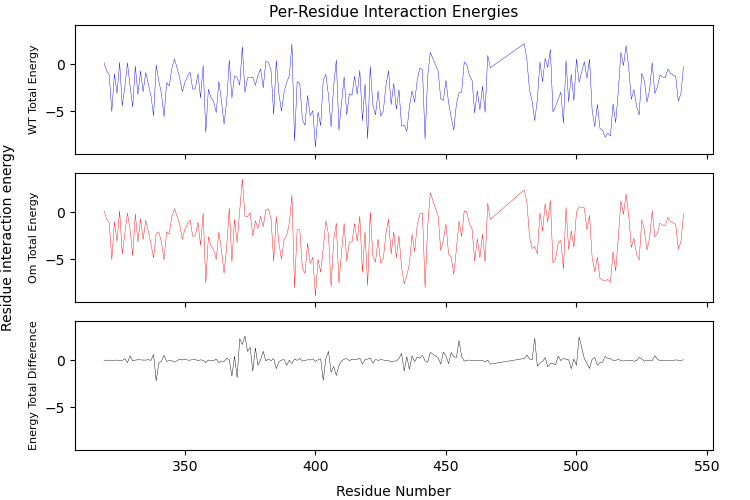 Per-Residue Interaction Energies
Residue interaction energy
WT Total Energy
0
−5
Om Total Energy
0
−5
Energy Total Difference
0
−5
350 400 450 500 550
Residue Number